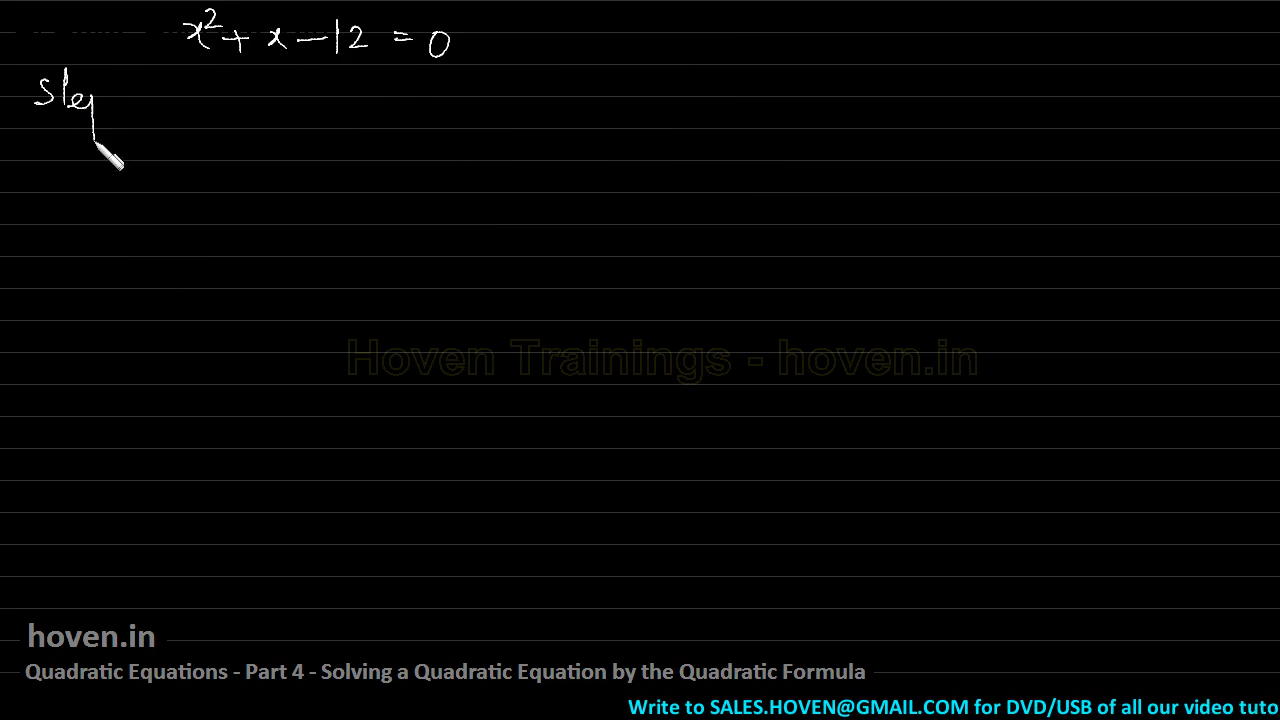 x² + x - 12 = 0
Hoven Trainings - hoven.in
hoven.in
Quadratic Equations - Part 4 - Solving a Quadratic Equation by the Quadratic Formula
Write to SALES.HOVEN@GMAIL.COM for DVD/USB of all our video tuto